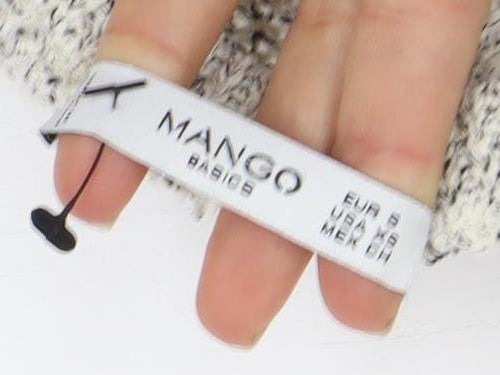 MANGO
BASICS
EUR S
USA XS
MEX CH